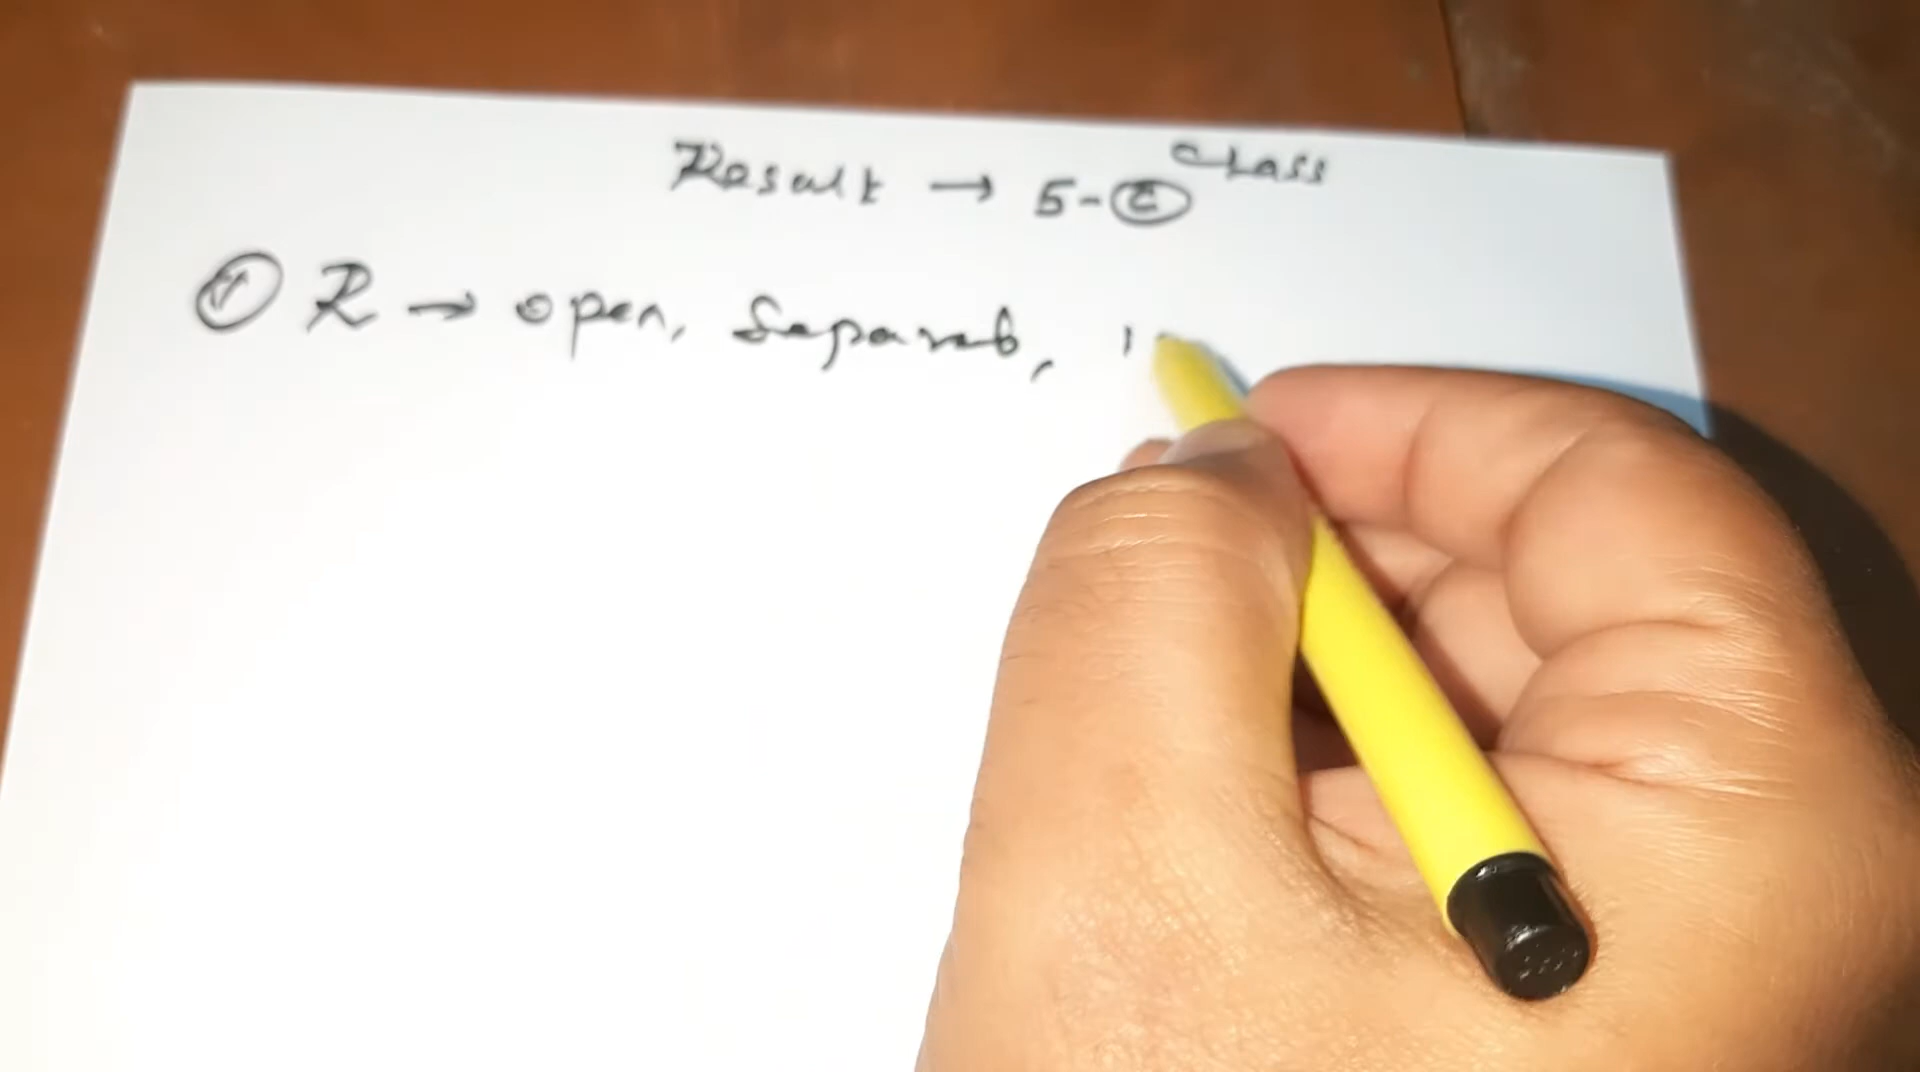 Result → 5-Ⓒ Class
① R → open, Separab,